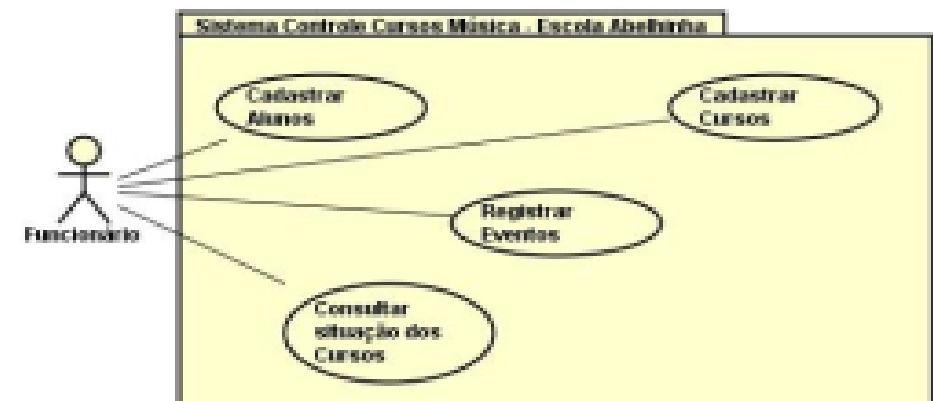 Sistema Controle Cursos Música - Escola Abelhinha
Cadastrar
Alunos
Cadastrar
Cursos
Registrar
Eventos
Funcionário
Consultar
situação dos
Cursos